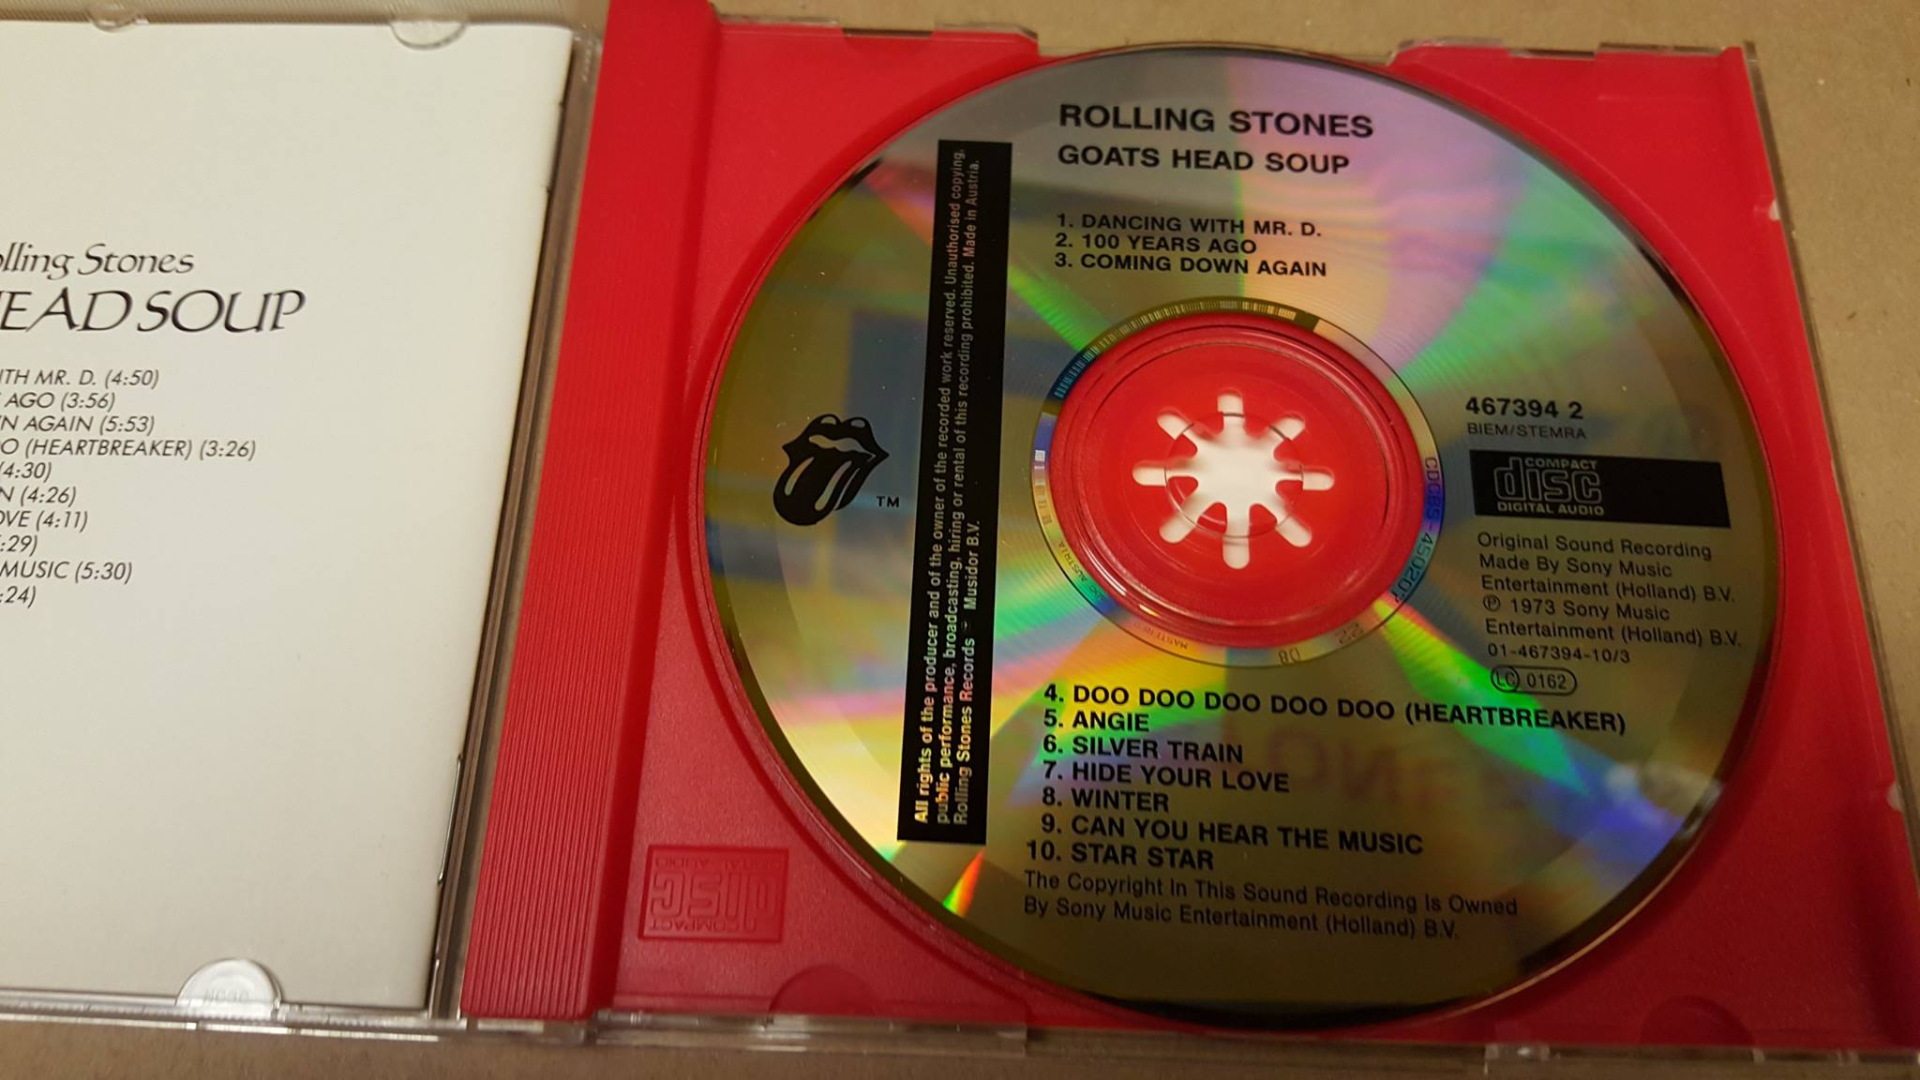 lling Stones
EAD SOUP
ITH MR. D. (4:50)
AGO (3:56)
N AGAIN (5:53)
O (HEARTBREAKER) (3:26)
(4:30)
N (4:26)
OVE (4:11)
:29)
MUSIC (5:30)
:24)
ROLLING STONES
GOATS HEAD SOUP
1. DANCING WITH MR. D.
2. 100 YEARS AGO
3. COMING DOWN AGAIN
All rights of the producer and of the owner of the recorded work reserved. Unauthorised copying,
public performance, broadcasting, hiring or rental of this recording prohibited. Made in Austria.
Rolling Stones Records – Musidor B.V.
TM
467394 2
BIEM/STEMRA
COMPACT
disc
DIGITAL AUDIO
Original Sound Recording
Made By Sony Music
Entertainment (Holland) B.V.
℗ 1973 Sony Music
Entertainment (Holland) B.V.
01-467394-10/3
LC 0162
4. DOO DOO DOO DOO DOO (HEARTBREAKER)
5. ANGIE
6. SILVER TRAIN
7. HIDE YOUR LOVE
8. WINTER
9. CAN YOU HEAR THE MUSIC
10. STAR STAR
The Copyright In This Sound Recording Is Owned
By Sony Music Entertainment (Holland) B.V.
COMPACT
disc
DIGITAL AUDIO